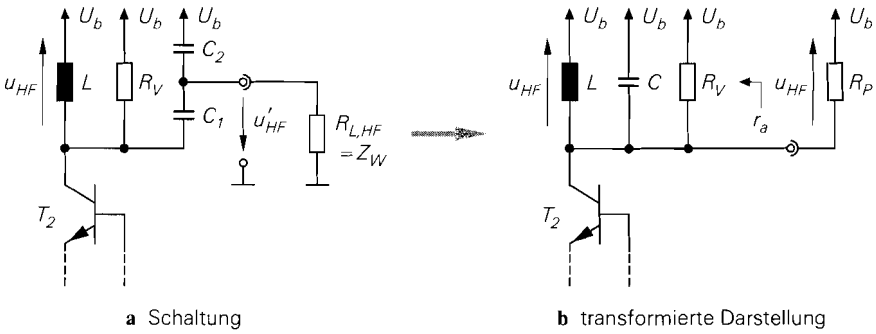 U_b U_b U_b
C_2
u_HF L R_V
C_1
u'_HF
R_L,HF
= Z_W
T_2
a Schaltung
U_b U_b U_b U_b
u_HF L C R_V u_HF R_P
r_a
T_2
b transformierte Darstellung